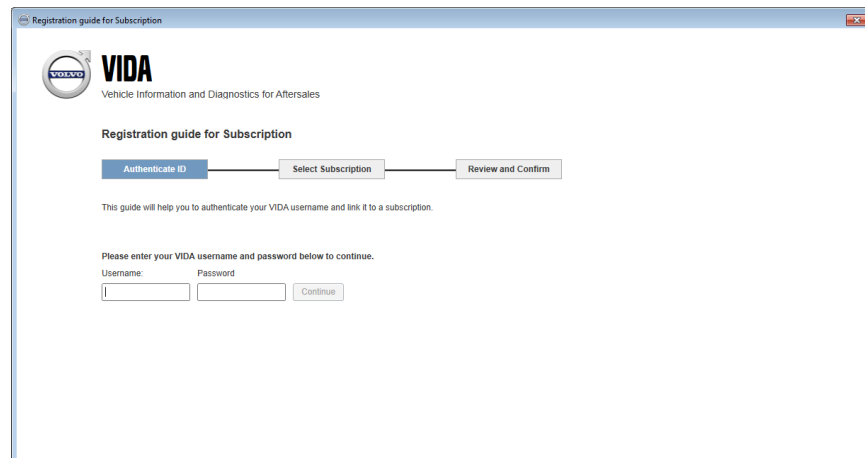 Registration guide for Subscription
VOLVO
VIDA
Vehicle Information and Diagnostics for Aftersales
Registration guide for Subscription
Authenticate ID Select Subscription Review and Confirm
This guide will help you to authenticate your VIDA username and link it to a subscription.
Please enter your VIDA username and password below to continue.
Username: Password
Continue